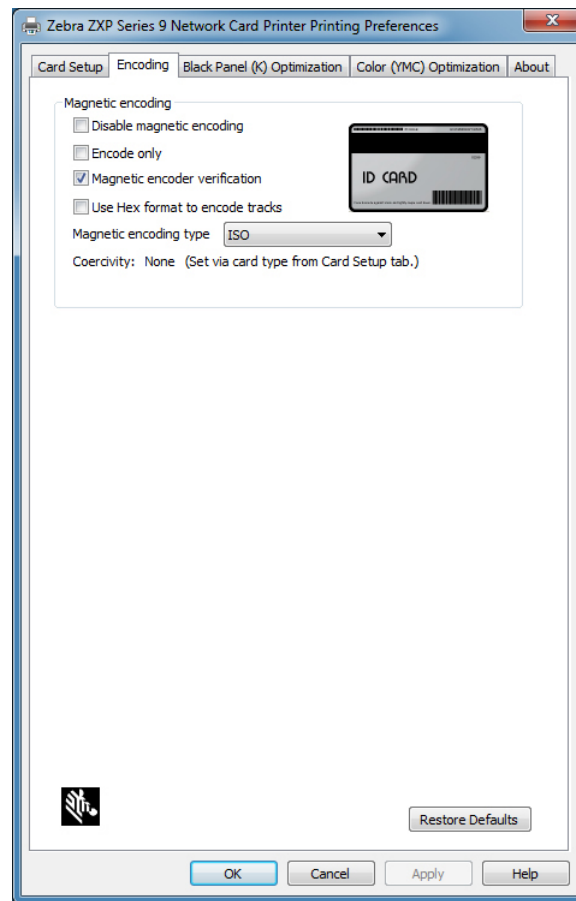 Zebra ZXP Series 9 Network Card Printer Printing Preferences
Card Setup Encoding Black Panel (K) Optimization Color (YMC) Optimization About
Magnetic encoding
Disable magnetic encoding
Encode only
Magnetic encoder verification
Use Hex format to encode tracks
ID CARD
Magnetic encoding type ISO
Coercivity: None (Set via card type from Card Setup tab.)
Restore Defaults
OK Cancel Apply Help